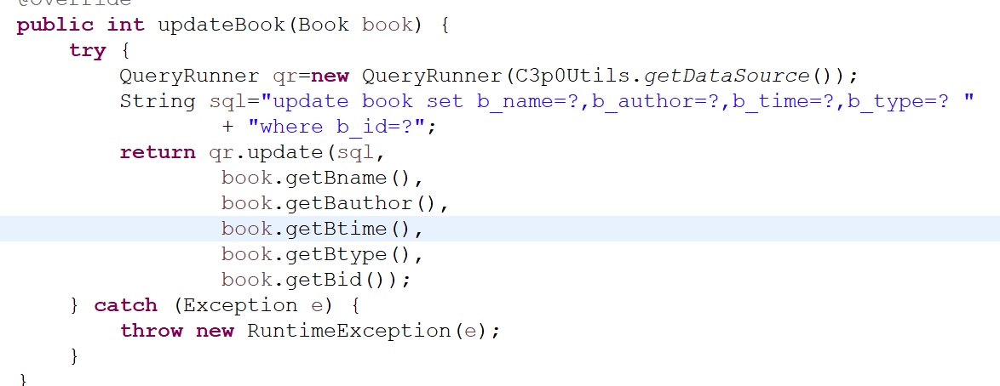 @Override
public int updateBook(Book book) {
    try {
        QueryRunner qr=new QueryRunner(C3p0Utils.getDataSource());
        String sql="update book set b_name=?,b_author=?,b_time=?,b_type=? "
                + "where b_id=?";
        return qr.update(sql,
                book.getBname(),
                book.getBauthor(),
                book.getBtime(),
                book.getBtype(),
                book.getBid());
    } catch (Exception e) {
        throw new RuntimeException(e);
    }
}